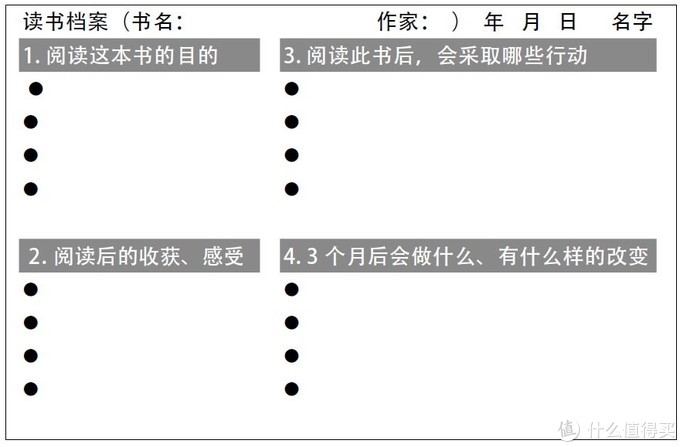 读书档案（书名： 作家： ） 年 月 日 名字
1. 阅读这本书的目的
●
●
●
●
2. 阅读后的收获、感受
●
●
●
●
3. 阅读此书后，会采取哪些行动
●
●
●
●
4. 3 个月后会做什么、有什么样的改变
●
●
●
●
值 什么值得买